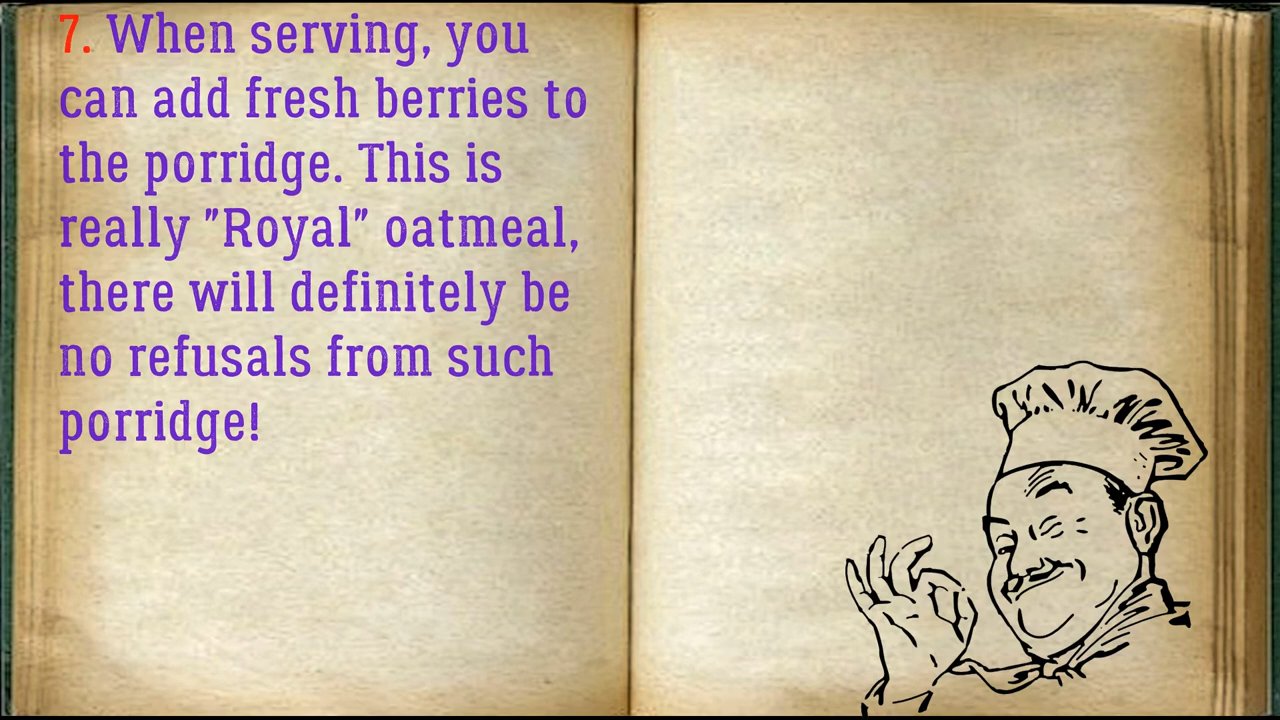 7. When serving, you
can add fresh berries to
the porridge. This is
really "Royal" oatmeal,
there will definitely be
no refusals from such
porridge!